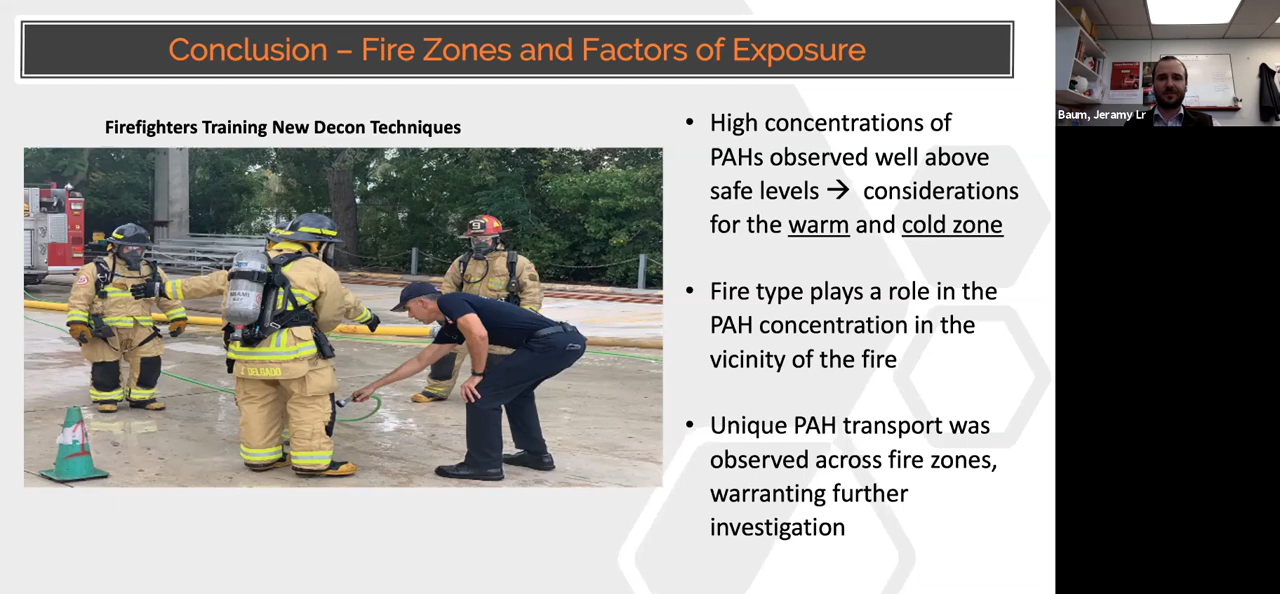 Conclusion – Fire Zones and Factors of Exposure
Firefighters Training New Decon Techniques
• High concentrations of
PAHs observed well above
safe levels → considerations
for the warm and cold zone
• Fire type plays a role in the
PAH concentration in the
vicinity of the fire
• Unique PAH transport was
observed across fire zones,
warranting further
investigation
9
MIAMI
J. DELGADO
Baum, Jeramy Lr